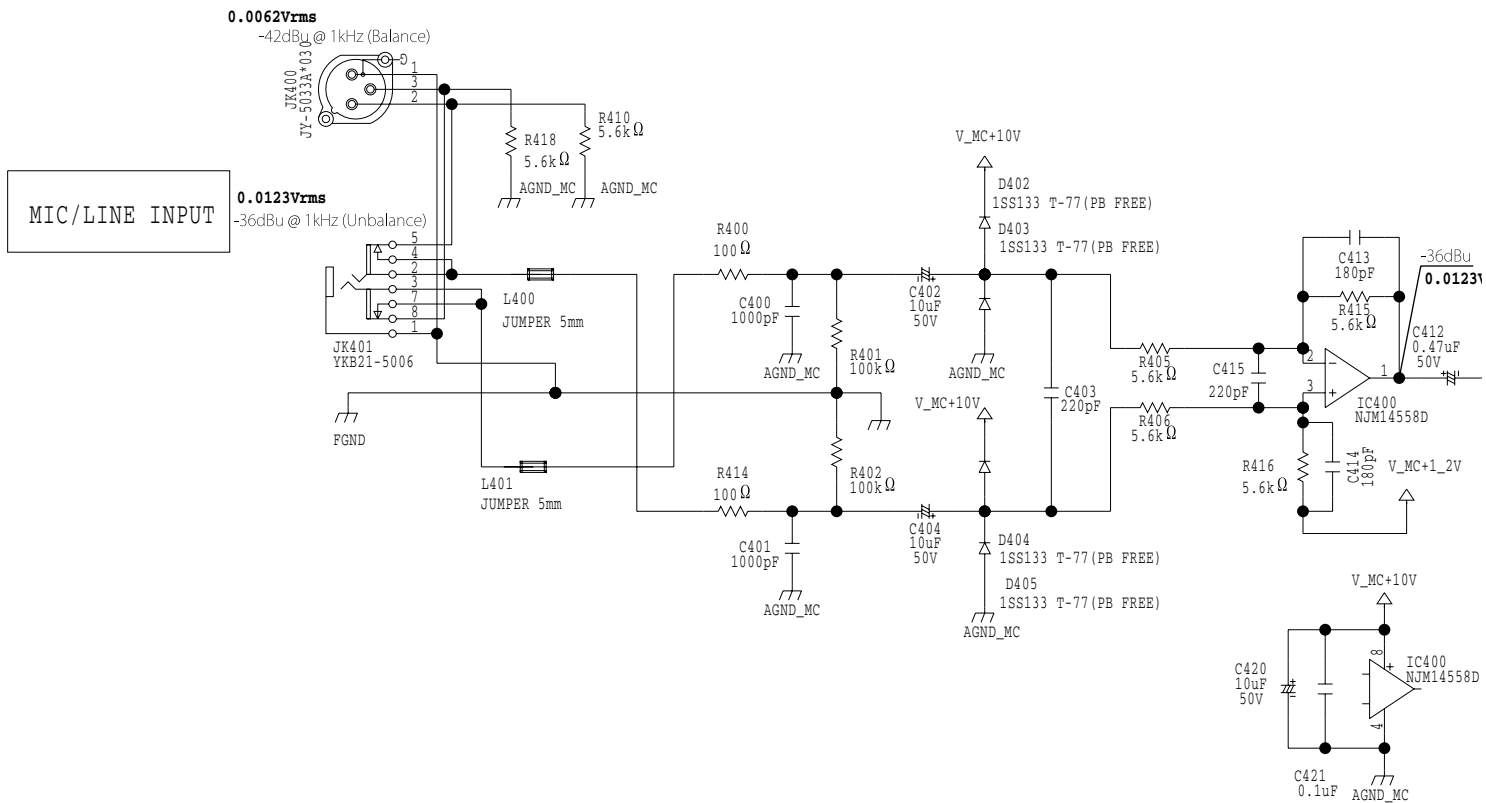 0.0062Vrms
-42dBu @ 1kHz (Balance)
JK400
JY-5033A*030
G
1
3
2
R418
5.6kΩ
AGND_MC
R410
5.6kΩ
AGND_MC
MIC/LINE INPUT
0.0123Vrms
-36dBu @ 1kHz (Unbalance)
5
4
2
3
7
8
1
JK401
YKB21-5006
L400
JUMPER 5mm
FGND
L401
JUMPER 5mm
R400
100Ω
C400
1000pF
AGND_MC
R401
100kΩ
C402
10uF
50V
V_MC+10V
D402
1SS133 T-77(PB FREE)
D403
1SS133 T-77(PB FREE)
AGND_MC
C403
220pF
V_MC+10V
R402
100kΩ
R414
100Ω
C401
1000pF
AGND_MC
C404
10uF
50V
D404
1SS133 T-77(PB FREE)
D405
1SS133 T-77(PB FREE)
AGND_MC
R405
5.6kΩ
R406
5.6kΩ
C415
220pF
C413
180pF
R415
5.6kΩ
-36dBu
0.0123V
C412
0.47uF
50V
2
3
1
IC400
NJM14558D
R416
5.6kΩ
C414
180pF
V_MC+1_2V
V_MC+10V
8
IC400
NJM14558D
4
C420
10uF
50V
C421
0.1uF
AGND_MC